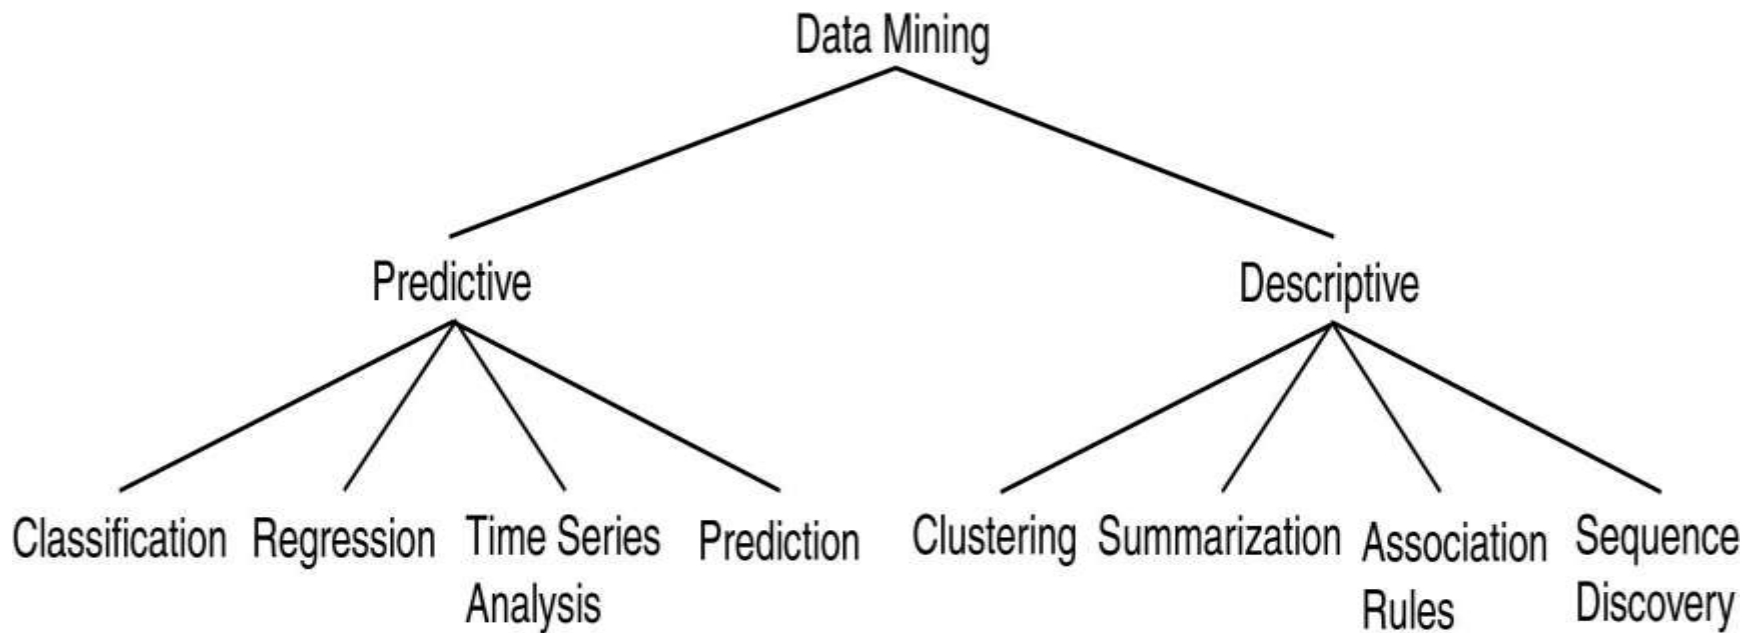 Data Mining
Predictive
Descriptive
Classification
Regression
Time Series
Analysis
Prediction
Clustering
Summarization
Association
Rules
Sequence
Discovery